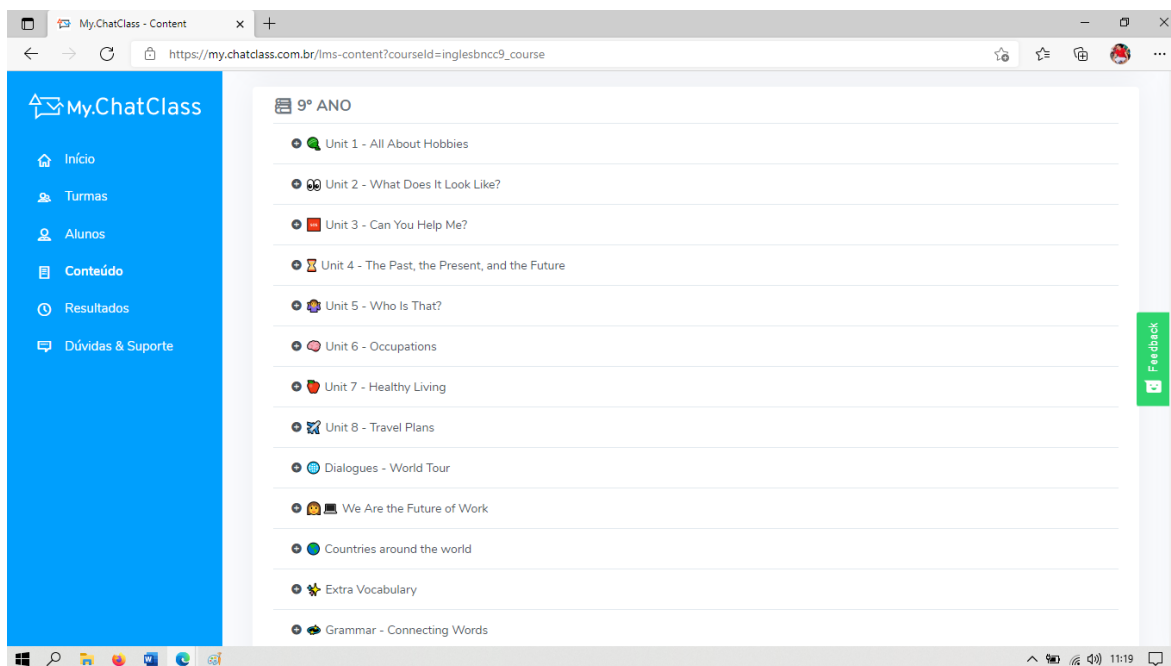 My.ChatClass - Content
https://my.chatclass.com.br/lms-content?courseId=inglesbncc9_course
My.ChatClass
Início
Turmas
Alunos
Conteúdo
Resultados
Dúvidas & Suporte
9º ANO
Unit 1 - All About Hobbies
Unit 2 - What Does It Look Like?
Unit 3 - Can You Help Me?
Unit 4 - The Past, the Present, and the Future
Unit 5 - Who Is That?
Unit 6 - Occupations
Unit 7 - Healthy Living
Unit 8 - Travel Plans
Dialogues - World Tour
We Are the Future of Work
Countries around the world
Extra Vocabulary
Grammar - Connecting Words
Feedback
11:19